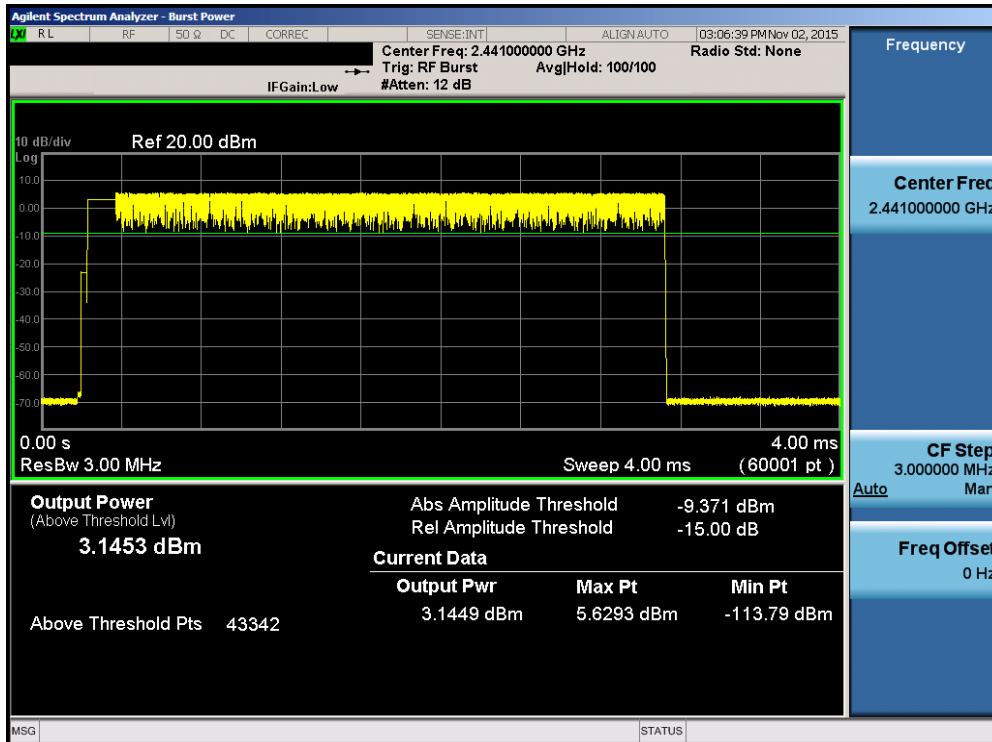 Agilent Spectrum Analyzer - Burst Power
LXI RL RF 50 Ω DC CORREC SENSE:INT ALIGN AUTO 03:06:39 PM Nov 02, 2015
Center Freq: 2.441000000 GHz Radio Std: None
Trig: RF Burst Avg|Hold: 100/100
IFGain:Low #Atten: 12 dB
10 dB/div Ref 20.00 dBm
Log
10.0
0.00
-10.0
-20.0
-30.0
-40.0
-50.0
-60.0
-70.0
0.00 s 4.00 ms
ResBw 3.00 MHz Sweep 4.00 ms (60001 pt)
Output Power
(Above Threshold Lvl)
3.1453 dBm
Above Threshold Pts 43342
Abs Amplitude Threshold -9.371 dBm
Rel Amplitude Threshold -15.00 dB
Current Data
Output Pwr Max Pt Min Pt
3.1449 dBm 5.6293 dBm -113.79 dBm
Frequency
Center Freq
2.441000000 GHz
CF Step
3.000000 MHz
Auto Man
Freq Offset
0 Hz
MSG STATUS